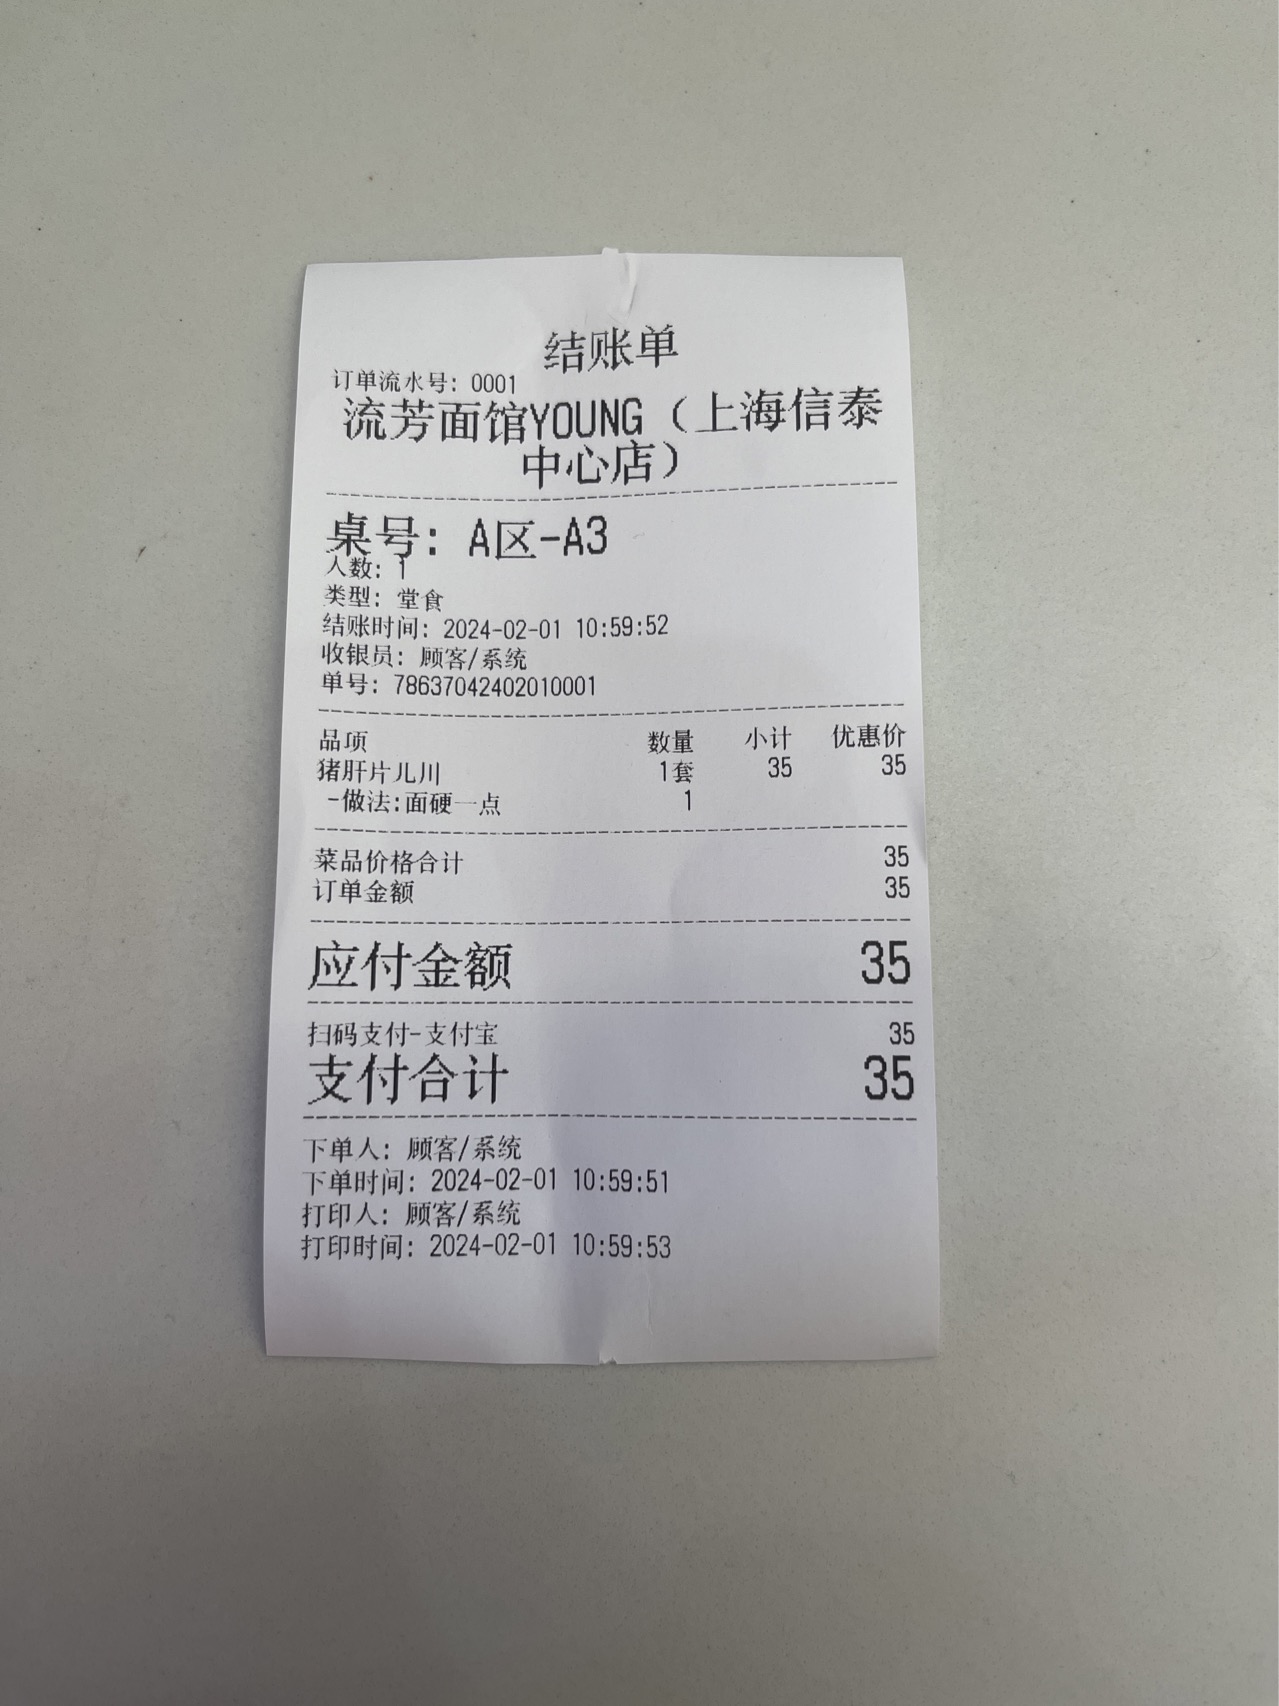 结账单
订单流水号: 0001
流芳面馆YOUNG（上海信泰
中心店）
桌号: A区-A3
人数: 1
类型: 堂食
结账时间: 2024-02-01 10:59:52
收银员: 顾客/系统
单号: 78637042402010001
品项 数量 小计 优惠价
猪肝片儿川 1套 35 35
-做法:面硬一点 1
菜品价格合计 35
订单金额 35
应付金额 35
扫码支付-支付宝 35
支付合计 35
下单人: 顾客/系统
下单时间: 2024-02-01 10:59:51
打印人: 顾客/系统
打印时间: 2024-02-01 10:59:53